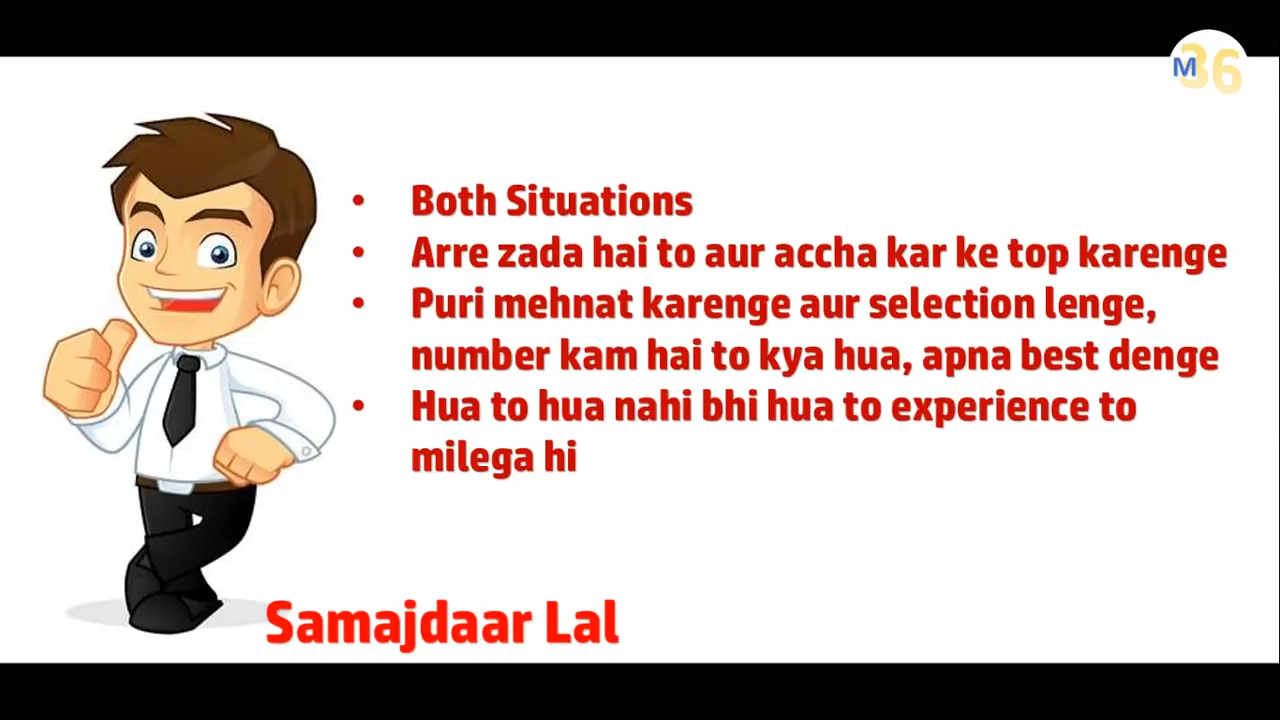 M36
• Both Situations
• Arre zada hai to aur accha kar ke top karenge
• Puri mehnat karenge aur selection lenge,
number kam hai to kya hua, apna best denge
• Hua to hua nahi bhi hua to experience to
milega hi
Samajdaar Lal